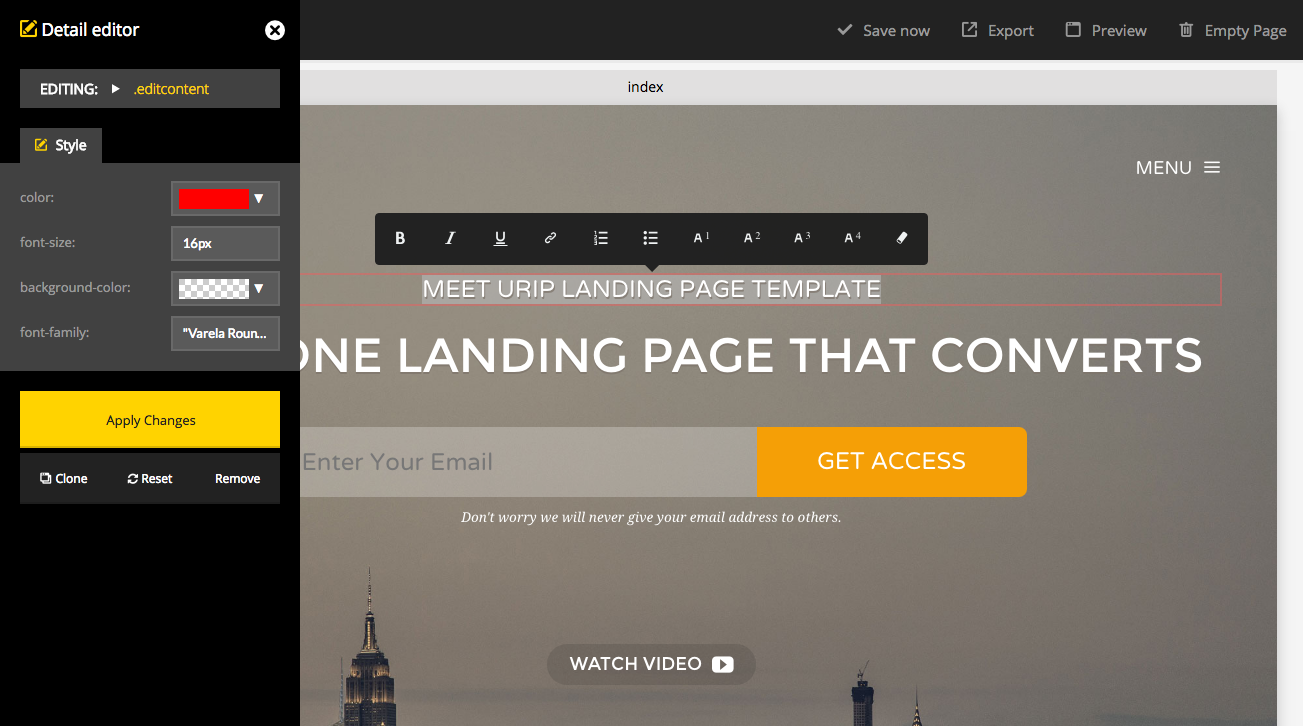 Detail editor
Save now
Export
Preview
Empty Page
EDITING:
.editcontent
index
Style
MENU
color:
font-size:
16px
B I U A1 A2 A3 A4
background-color:
font-family:
"Varela Roun...
MEET URIP LANDING PAGE TEMPLATE
ONE LANDING PAGE THAT CONVERTS
Apply Changes
Clone
Reset
Remove
Enter Your Email
GET ACCESS
Don't worry we will never give your email address to others.
WATCH VIDEO